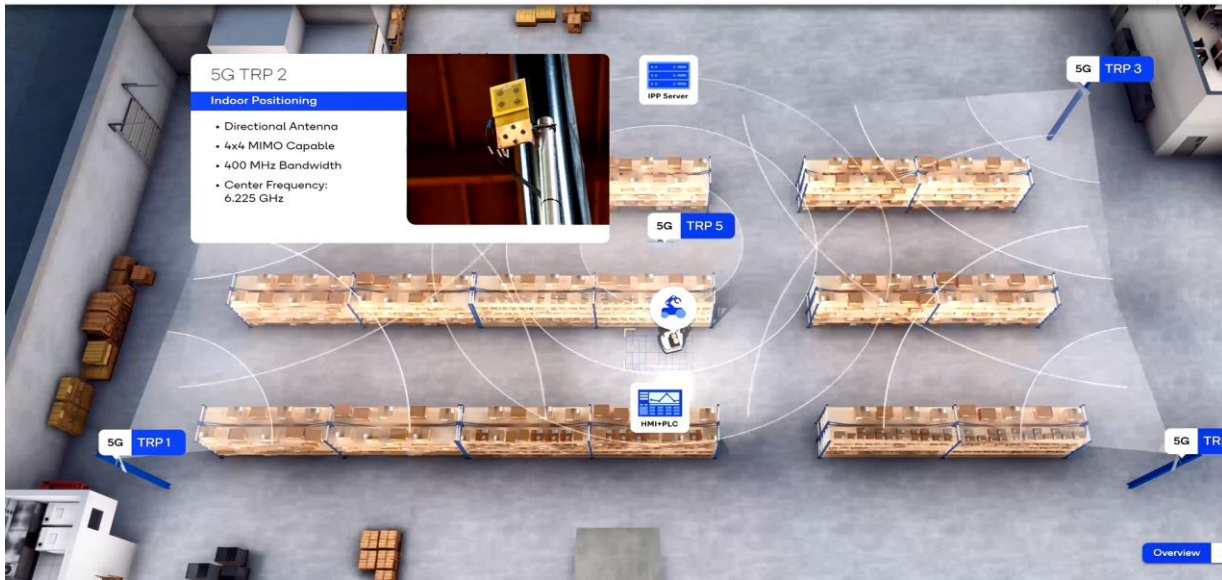 5G TRP 2
Indoor Positioning
• Directional Antenna
• 4x4 MIMO Capable
• 400 MHz Bandwidth
• Center Frequency:
6.225 GHz
IPP Server
5G TRP 3
5G TRP 5
HMI+PLC
5G TRP 1
5G
Overview